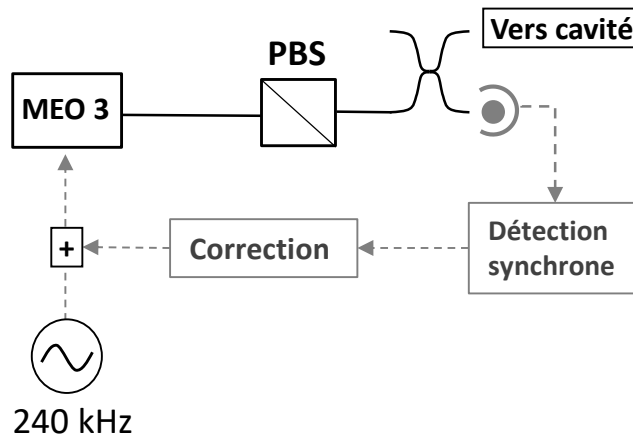 Vers cavité
PBS
MEO 3
+
Correction
Détection
synchrone
240 kHz